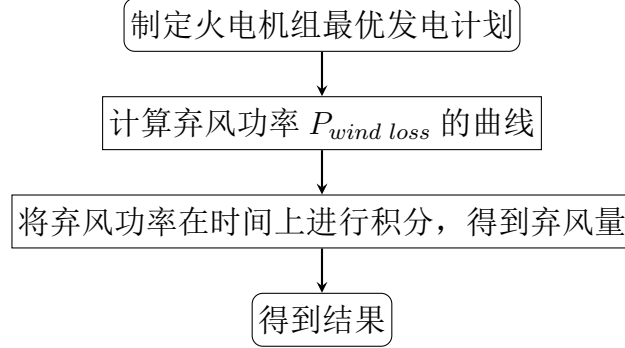 制定火电机组最优发电计划
计算弃风功率 P_{wind loss} 的曲线
将弃风功率在时间上进行积分，得到弃风量
得到结果